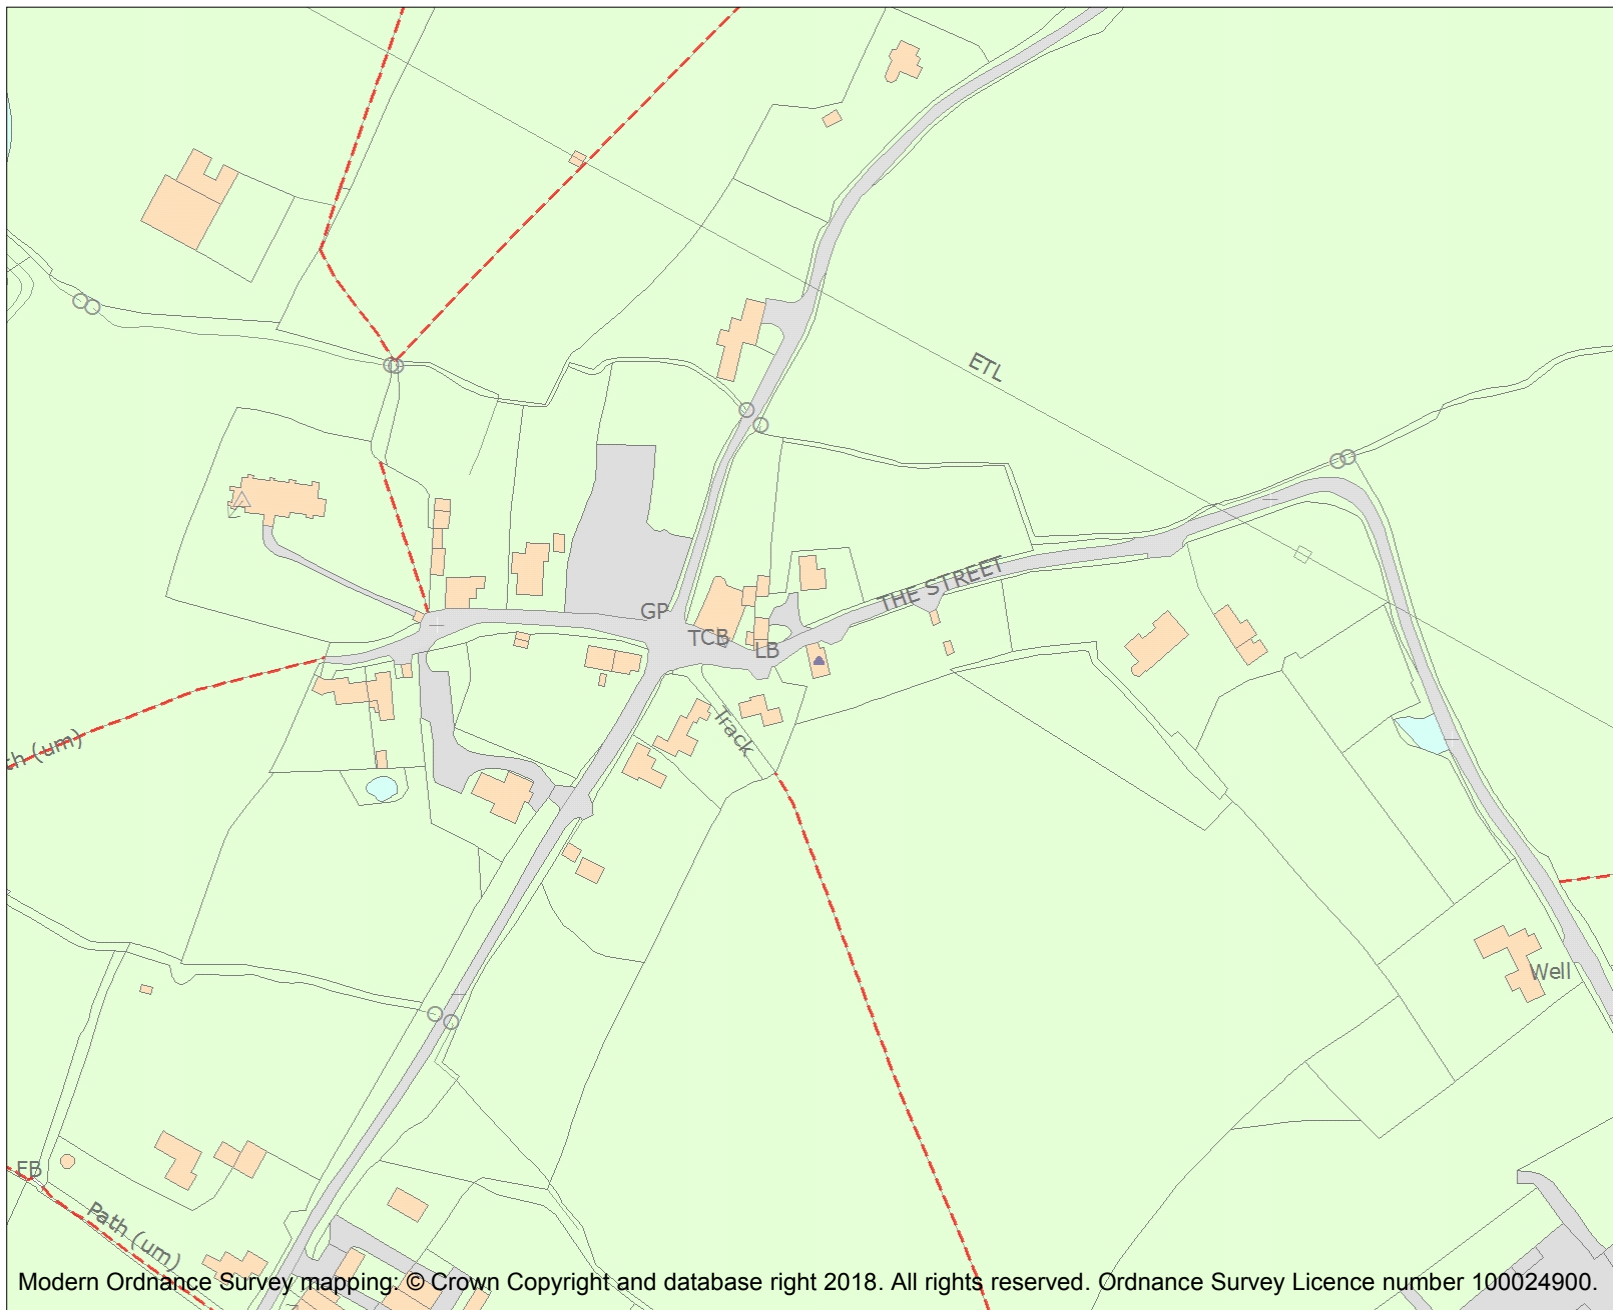 ETL
THE STREET
GP
TCB
LB
Track
(um)
Well
FB
Path (um)
Modern Ordnance Survey mapping: © Crown Copyright and database right 2018. All rights reserved. Ordnance Survey Licence number 100024900.